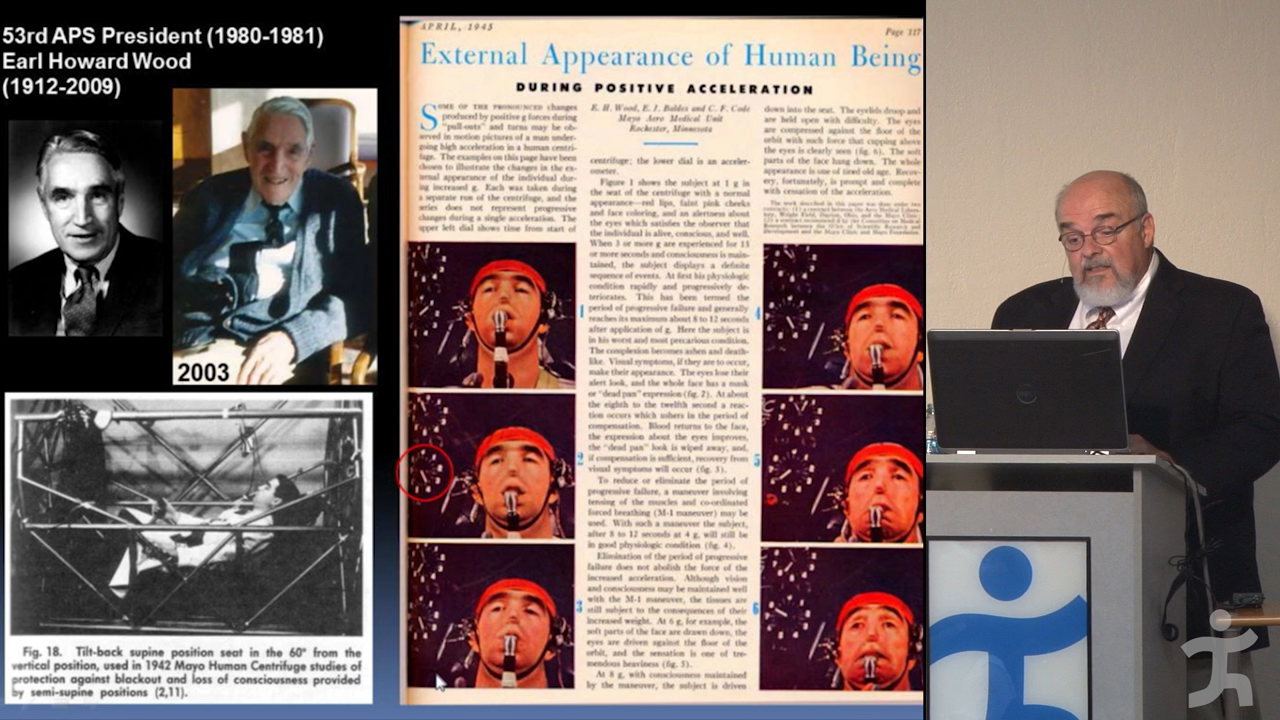 53rd APS President (1980-1981)
Earl Howard Wood
(1912-2009)
2003
Fig. 18. Tilt-back supine position seat in the 60° from the
vertical position, used in 1942 Mayo Human Centrifuge studies of
protection against blackout and loss of consciousness provided
by semi-supine positions (2,11).
APRIL, 1945
Page 117
External Appearance of Human Being
DURING POSITIVE ACCELERATION
SOME OF THE PRONOUNCED changes
produced by positive g forces during
"pull-outs" and turns may be ob-
served in motion pictures of a man under-
going high acceleration in a human centri-
fuge. The examples on this page have been
chosen to illustrate the changes in the ex-
ternal appearance of the individual dur-
ing increased g. Each was taken during
a separate run of the centrifuge, and the
series does not represent progressive
changes during a single acceleration. The
upper left dial shows time from start of
E. H. Wood, E. J. Baldes and C. F. Code
Mayo Aero Medical Unit
Rochester, Minnesota
centrifuge; the lower dial is an acceler-
ometer.
Figure 1 shows the subject at 1 g in
the seat of the centrifuge with a normal
appearance—red lips, faint pink cheeks
and face coloring, and an alertness about
the eyes which satisfies the observer that
the individual is alive, conscious, and well.
When 3 or more g are experienced for 15
or more seconds and consciousness is main-
tained, the subject displays a definite
sequence of events. At first his physiologic
condition rapidly and progressively de-
teriorates. This has been termed the
period of progressive failure and generally
reaches its maximum about 8 to 12 seconds
after application of g. Here the subject is
in his worst and most precarious condition.
The complexion becomes ashen and death-
like. Visual symptoms, if they are to occur,
make their appearance. The eyes lose their
alert look, and the whole face has a mask
or "dead pan" expression (fig. 2). At about
the eighth to the twelfth second a reac-
tion occurs which ushers in the period of
compensation. Blood returns to the face,
the expression about the eyes improves,
the "dead pan" look is wiped away, and,
if compensation is sufficient, recovery from
visual symptoms will occur (fig. 3).
To reduce or eliminate the period of
progressive failure, a maneuver involving
tensing of the muscles and co-ordinated
forced breathing (M-1 maneuver) may be
used. With such a maneuver the subject,
after 8 to 12 seconds at 4 g, will still be
in good physiologic condition (fig. 4).
Elimination of the period of progressive
failure does not abolish the force of the
increased acceleration. Although vision
and consciousness may be maintained well
with the M-1 maneuver, the tissues are
still subject to the consequences of their
increased weight. At 6 g, for example, the
soft parts of the face are drawn down, the
eyes are driven against the floor of the
orbit, and the sensation is one of tre-
mendous heaviness (fig. 5).
At 8 g, with consciousness maintained
by the maneuver, the subject is driven
down into the seat. The eyelids droop and
are held open with difficulty. The eyes
are compressed against the floor of the
orbit with such force that cupping above
the eyes is clearly seen (fig. 6). The soft
parts of the face hang down. The whole
appearance is one of tired old age. Recov-
ery, fortunately, is prompt and complete
with cessation of the acceleration.
1
2
3
4
5
6